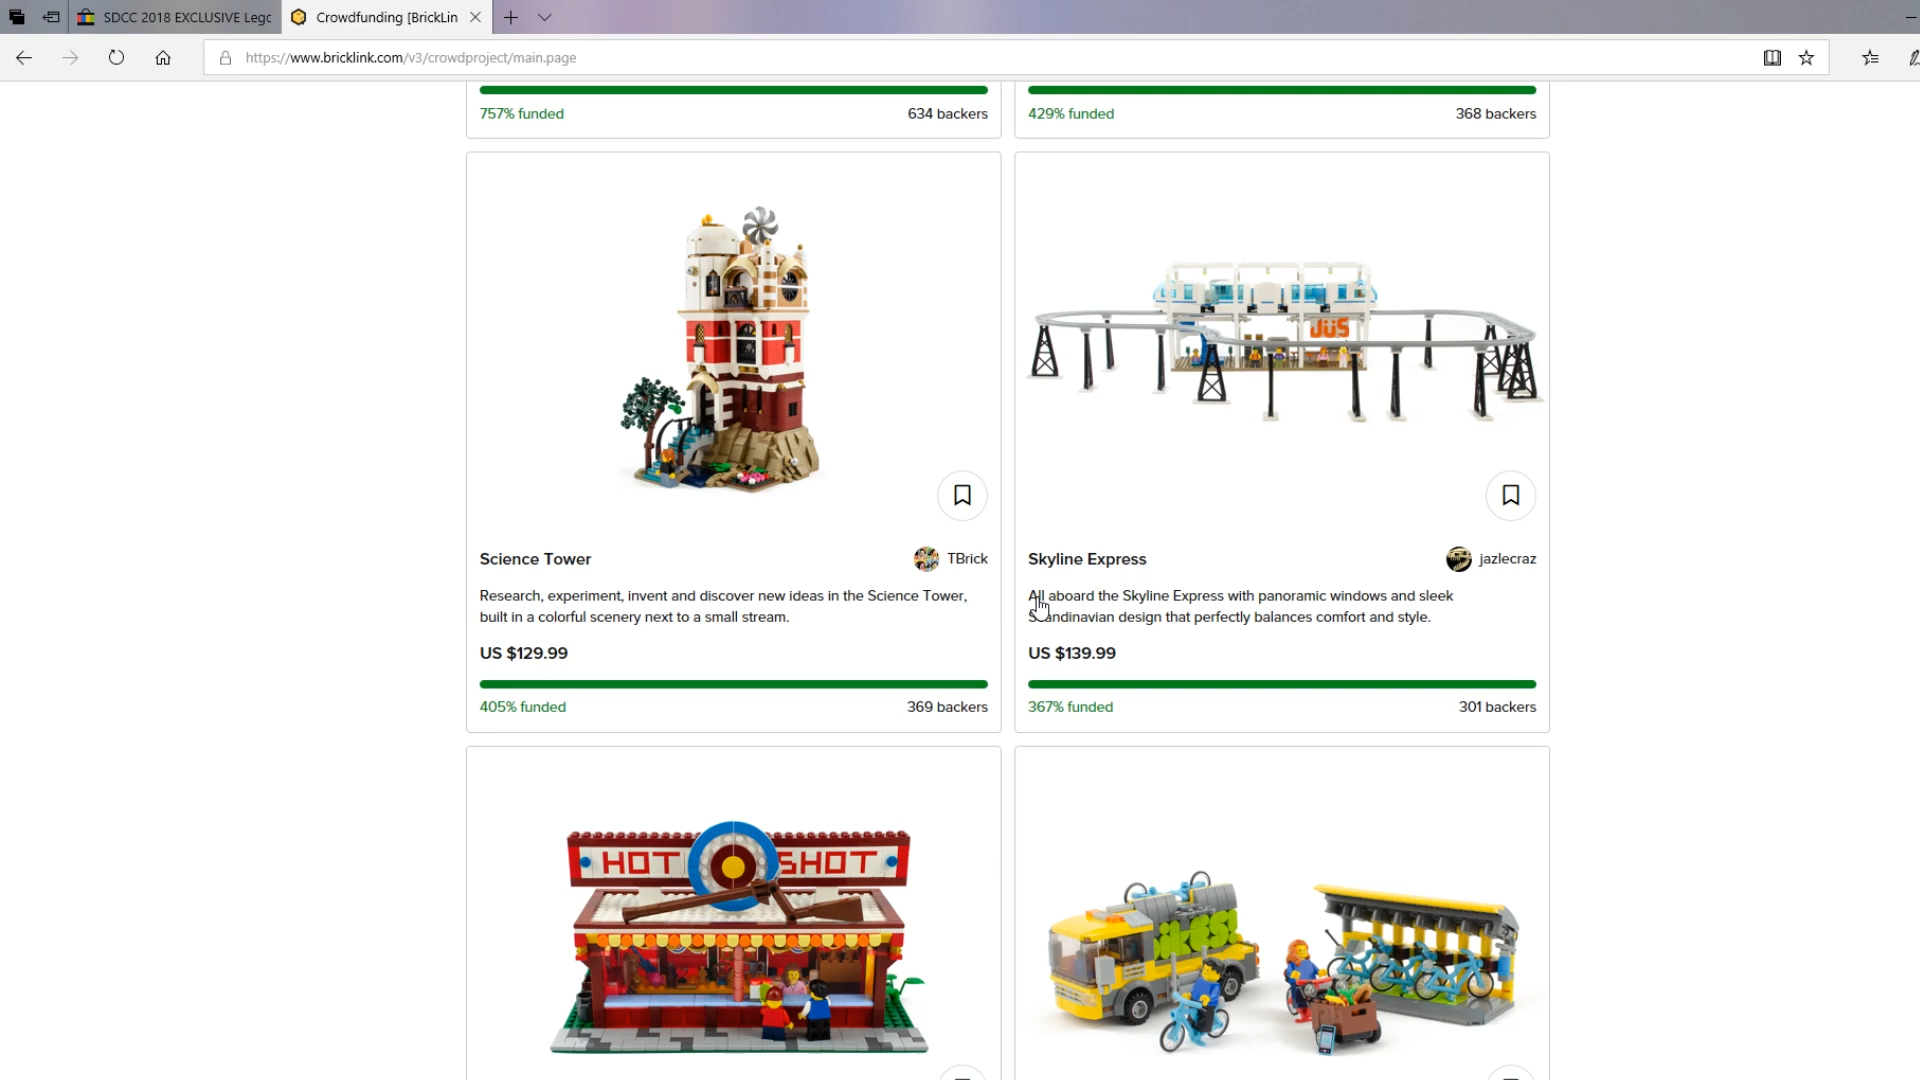 SDCC 2018 EXCLUSIVE Lego
Crowdfunding [BrickLin
https://www.bricklink.com/v3/crowdproject/main.page
757% funded
634 backers
429% funded
368 backers
JÜS
Science Tower
TBrick
Research, experiment, invent and discover new ideas in the Science Tower,
built in a colorful scenery next to a small stream.
US $129.99
405% funded
369 backers
Skyline Express
jazlecraz
All aboard the Skyline Express with panoramic windows and sleek
Scandinavian design that perfectly balances comfort and style.
US $139.99
367% funded
301 backers
HOT SHOT